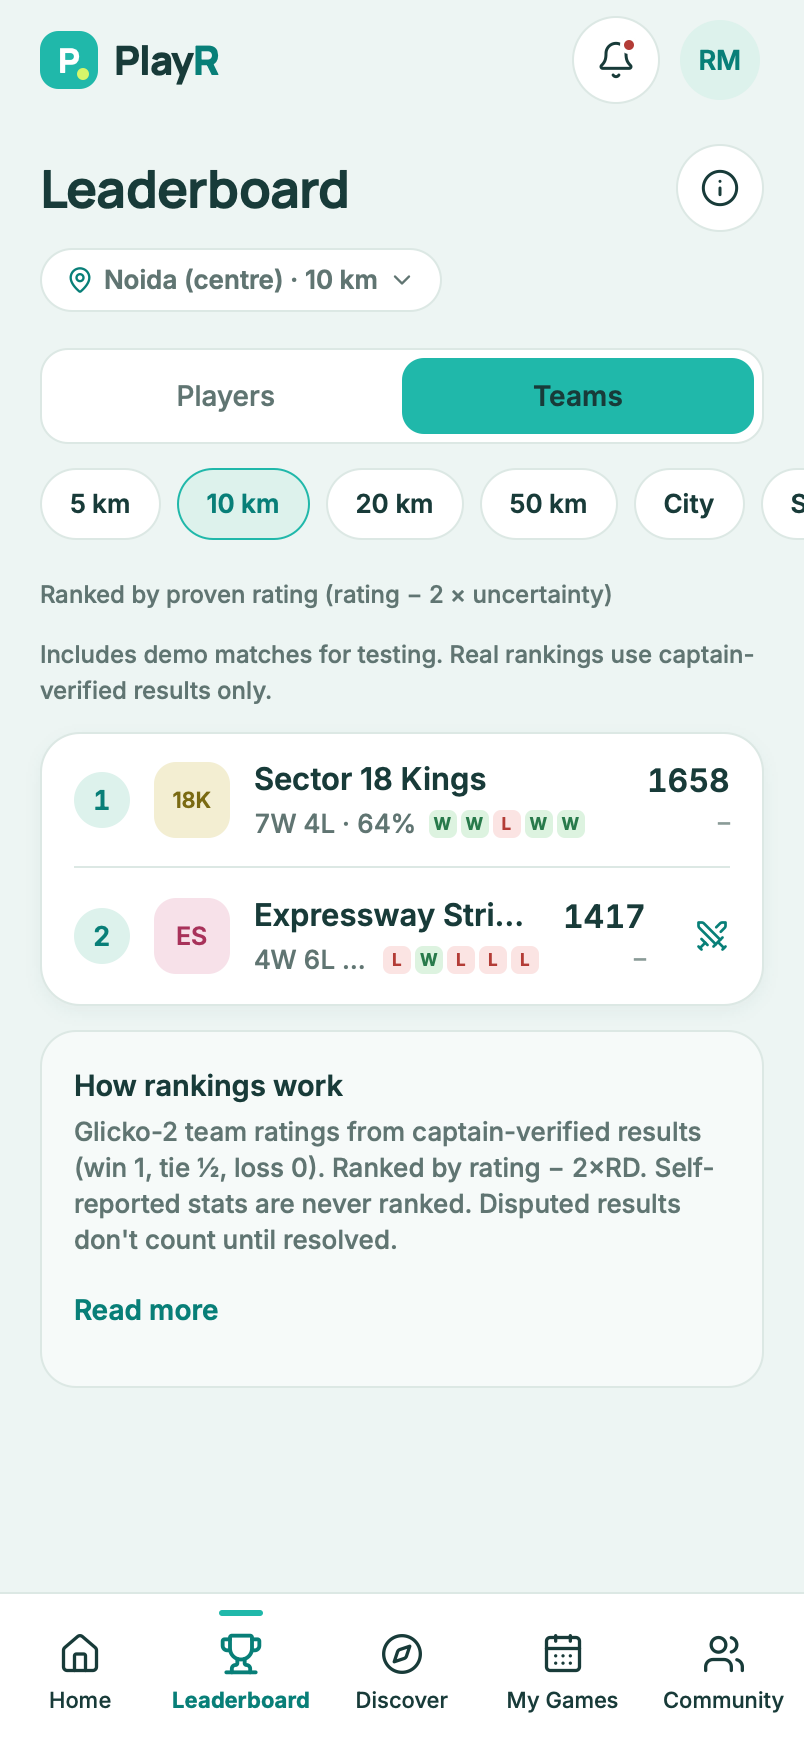 P. PlayR
RM
Leaderboard
Noida (centre) · 10 km
Players
Teams
5 km
10 km
20 km
50 km
City
S
Ranked by proven rating (rating – 2 × uncertainty)
Includes demo matches for testing. Real rankings use captain-
verified results only.
1
18K
Sector 18 Kings
1658
7W 4L · 64%
W W L W W
–
2
ES
Expressway Stri...
1417
4W 6L ...
L W L L L
–
How rankings work
Glicko-2 team ratings from captain-verified results
(win 1, tie ½, loss 0). Ranked by rating – 2×RD. Self-
reported stats are never ranked. Disputed results
don't count until resolved.
Read more
Home
Leaderboard
Discover
My Games
Community